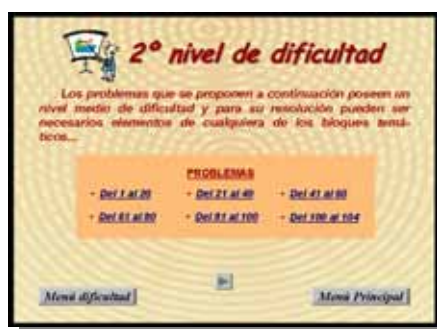 2º nivel de dificultad
Los problemas que se proponen a continuación poseen un
nivel medio de dificultad y para su resolución pueden ser
necesarios elementos de cualquiera de los bloques temá-
ticos...
PROBLEMAS
- Del 1 al 20 - Del 21 al 40 - Del 41 al 60
- Del 61 al 80 - Del 81 al 100 - Del 100 al 104
Menú dificultad Menú Principal